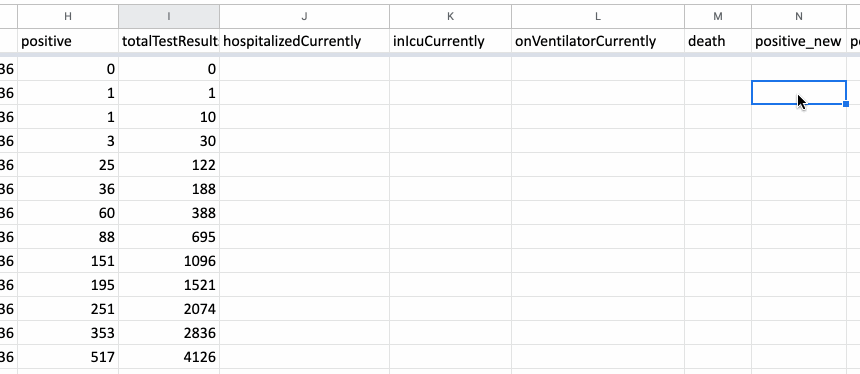 H I J K L M N
positive totalTestResult hospitalizedCurrently inIcuCurrently onVentilatorCurrently death positive_new p
36 0 0
36 1 1
36 1 10
36 3 30
36 25 122
36 36 188
36 60 388
36 88 695
36 151 1096
36 195 1521
36 251 2074
36 353 2836
36 517 4126